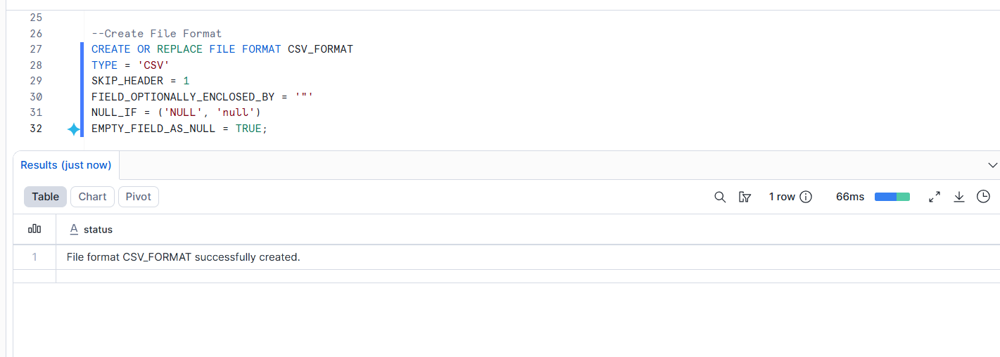 25
26 --Create File Format
27 CREATE OR REPLACE FILE FORMAT CSV_FORMAT
28 TYPE = 'CSV'
29 SKIP_HEADER = 1
30 FIELD_OPTIONALLY_ENCLOSED_BY = '"'
31 NULL_IF = ('NULL', 'null')
32 EMPTY_FIELD_AS_NULL = TRUE;
Results (just now)
Table Chart Pivot 1 row 66ms
A status
1 File format CSV_FORMAT successfully created.